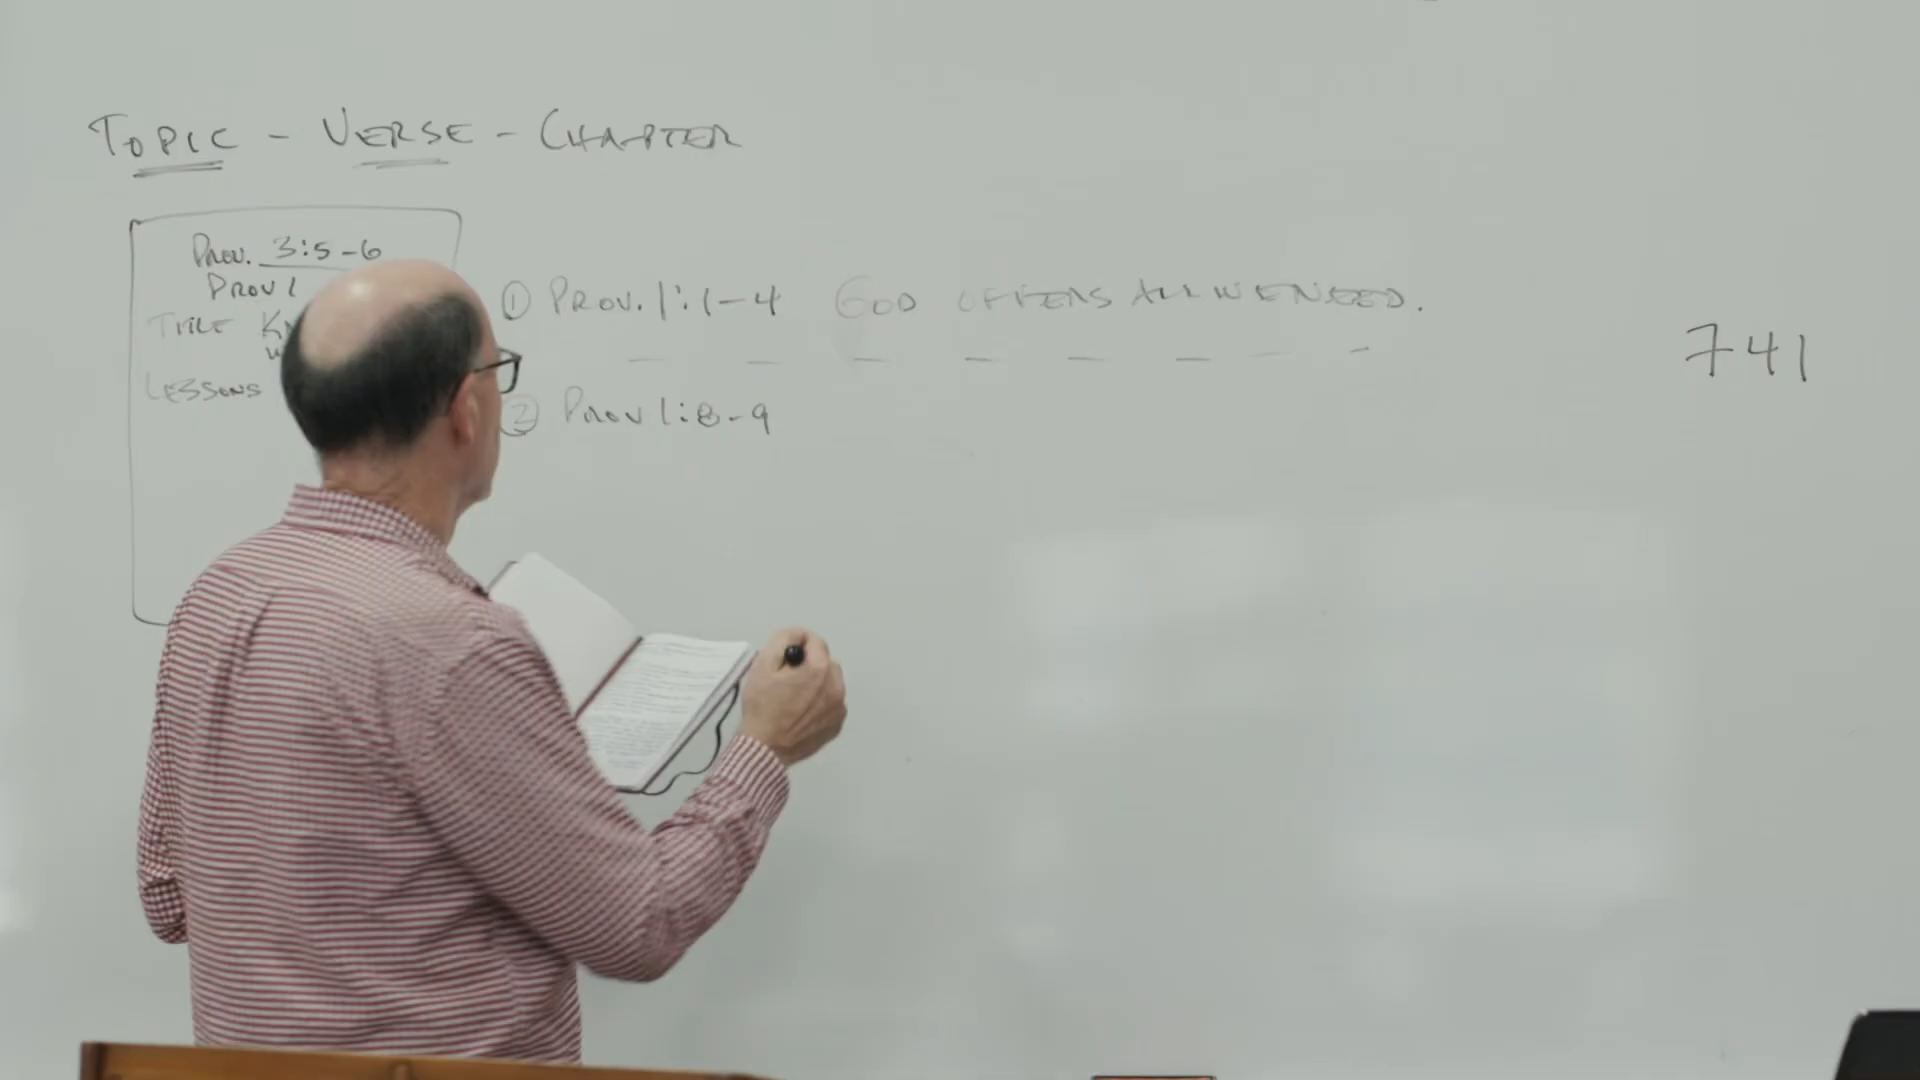 TOPIC - VERSE - CHAPTER
Prov. 3:5-6
Prov 1
TITLE
LESSONS
① PROV. 1:1-4 GOD OFFERS ALL WE NEED.
② PROV 1:8-9
741